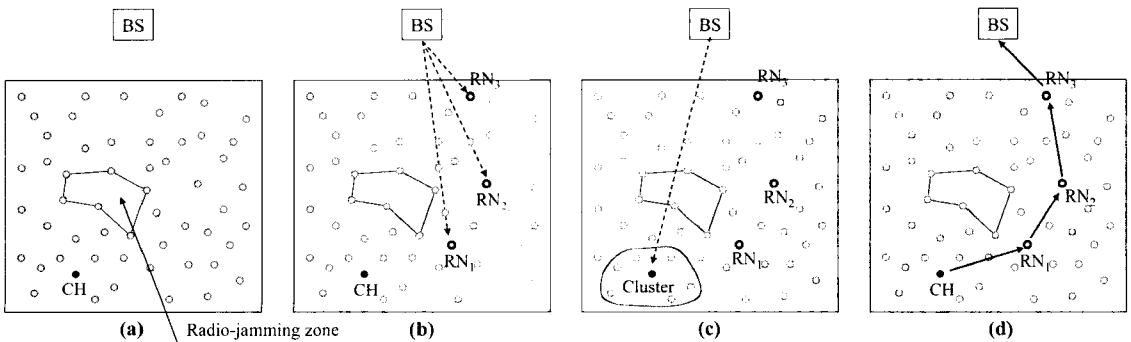 BS
CH
(a)
Radio-jamming zone
BS
RN3
RN2
RN1
CH
(b)
BS
RN3
RN2
RN1
Cluster
(c)
BS
RN3
RN2
RN1
CH
(d)